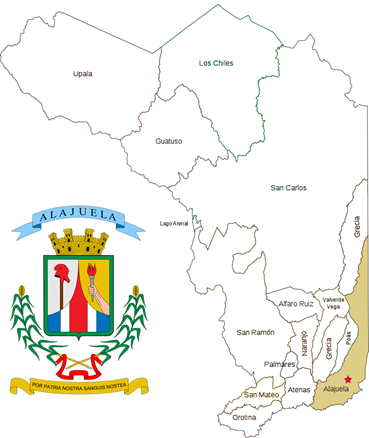 Upala
Los Chiles
Guatuso
San Carlos
Lago Arenal
Grecia
ALAJUELA
Alfaro Ruiz
Valverde
Vega
San Ramón
Naranjo
Grecia
Poás
Palmares
San Mateo
Atenas
Alajuela
Orotina
POR PATRIA NOSTRA SANGUIS NOSTEA